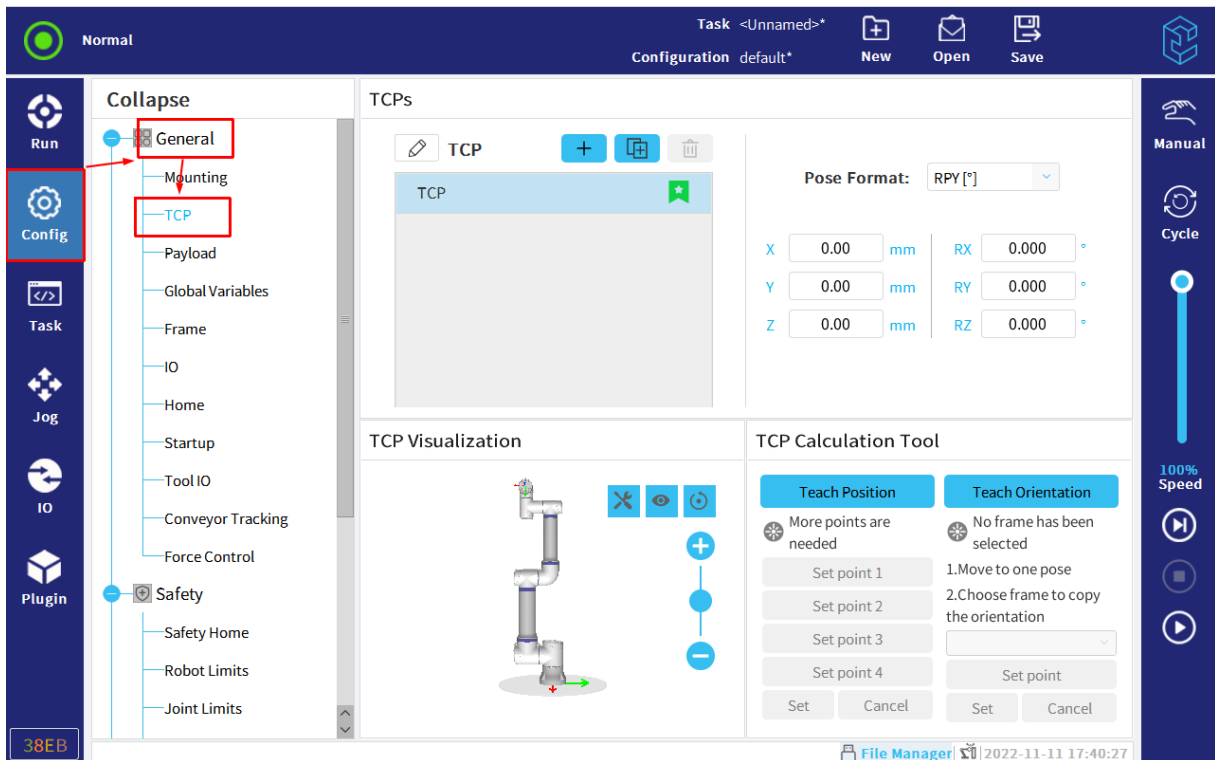 Normal
Task <Unnamed>*
Configuration default*
New
Open
Save
Run
Config
Task
Jog
IO
Plugin
38EB
Collapse
General
Mounting
TCP
Payload
Global Variables
Frame
IO
Home
Startup
Tool IO
Conveyor Tracking
Force Control
Safety
Safety Home
Robot Limits
Joint Limits
TCPs
TCP
TCP
Pose Format: RPY [°]
X 0.00 mm RX 0.000 °
Y 0.00 mm RY 0.000 °
Z 0.00 mm RZ 0.000 °
TCP Visualization
TCP Calculation Tool
Teach Position
More points are
needed
Set point 1
Set point 2
Set point 3
Set point 4
Set Cancel
Teach Orientation
No frame has been
selected
1.Move to one pose
2.Choose frame to copy
the orientation
Set point
Set Cancel
File Manager 2022-11-11 17:40:27
Manual
Cycle
100%
Speed